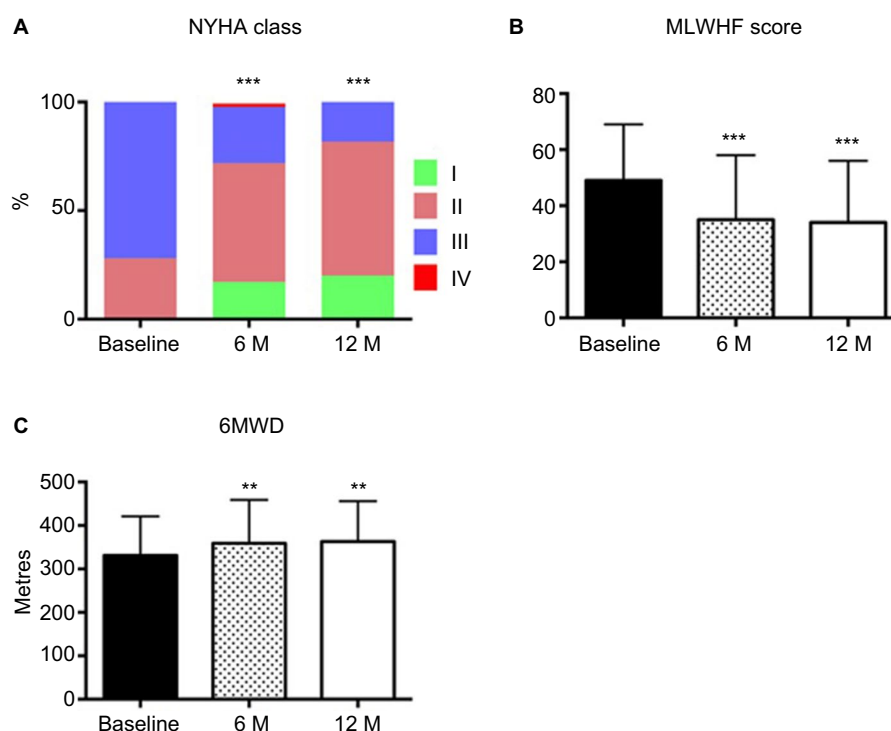 A NYHA class
*** ***
100
50
0
%
Baseline 6 M 12 M
I
II
III
IV
B MLWHF score
80
60
40
20
0
*** ***
Baseline 6 M 12 M
C 6MWD
500
400
300
200
100
0
Metres
** **
Baseline 6 M 12 M